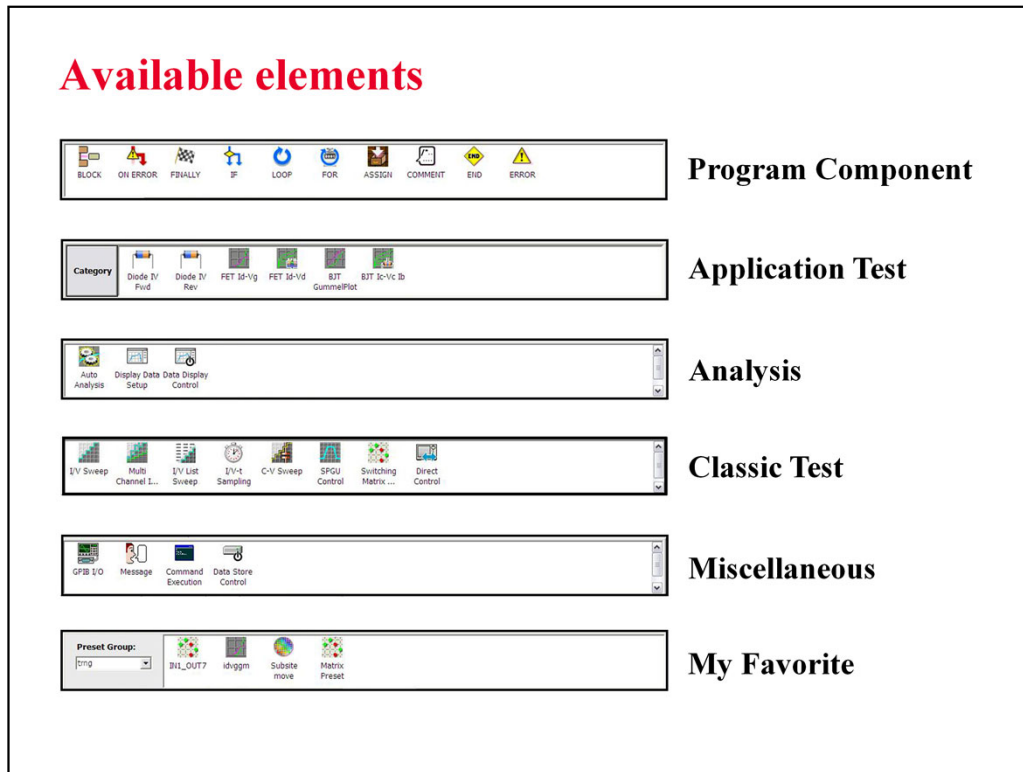 Available elements
BLOCK ON ERROR FINALLY IF LOOP FOR ASSIGN COMMENT END ERROR
Program Component
Category
Diode IV Fwd
Diode IV Rev
FET Id-Vg
FET Id-Vd
BJT GummelPlot
BJT Ic-Vc Ib
Application Test
Auto Analysis
Display Data Setup
Data Display Control
Analysis
I/V Sweep
Multi Channel I...
I/V List Sweep
I/V-t Sampling
C-V Sweep
SPGU Control
Switching Matrix ...
Direct Control
Classic Test
GPIB I/O
Message
Command Execution
Data Store Control
Miscellaneous
Preset Group:
trng
IN1_OUT7
idvggm
Subsite move
Matrix Preset
My Favorite